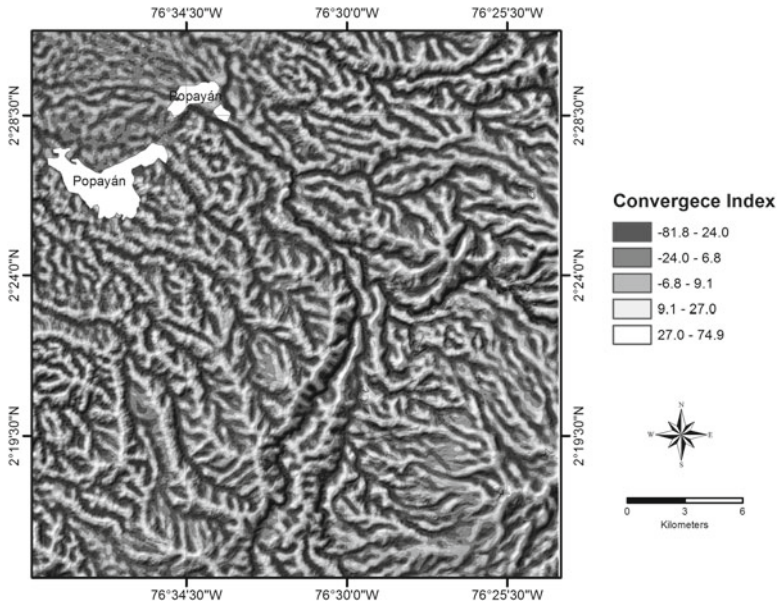 76°34'30"W
76°30'0"W
76°25'30"W
2°28'30"N
2°28'30"N
Popayán
Popayán
Convergece Index
-81.8 - 24.0
-24.0 - 6.8
-6.8 - 9.1
9.1 - 27.0
27.0 - 74.9
2°24'0"N
2°24'0"N
2°19'30"N
2°19'30"N
N
W
E
S
0
3
6
Kilometers
76°34'30"W
76°30'0"W
76°25'30"W